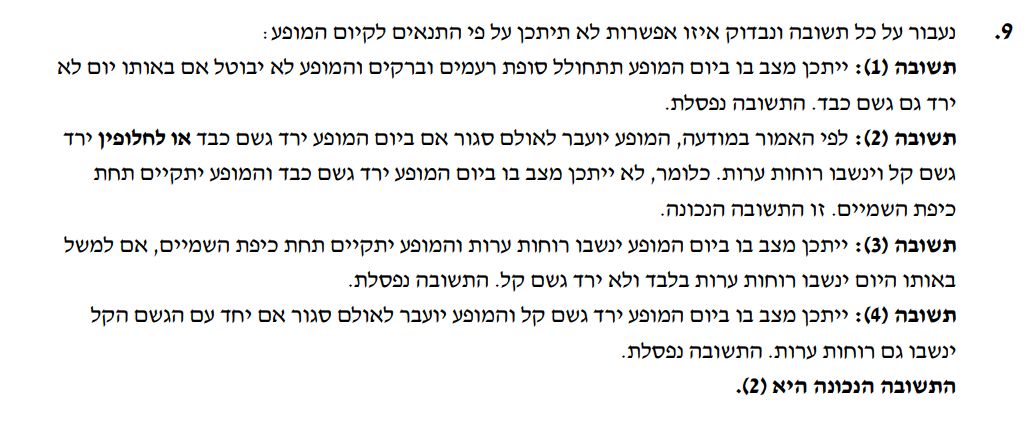 9. נעבור על כל תשובה ונבדוק איזו אפשרות לא תיתכן על פי התנאים לקיום המופע:
תשובה (1): ייתכן מצב בו ביום המופע תתחולל סופת רעמים וברקים והמופע לא יבוטל אם באותו יום לא
ירד גם גשם כבד. התשובה נפסלת.
תשובה (2): לפי האמור במודעה, המופע יועבר לאולם סגור אם ביום המופע ירד גשם כבד או לחלופין ירד
גשם קל וינשבו רוחות ערות. כלומר, לא ייתכן מצב בו ביום המופע ירד גשם כבד והמופע יתקיים תחת
כיפת השמיים. זו התשובה הנכונה.
תשובה (3): ייתכן מצב בו ביום המופע ינשבו רוחות ערות והמופע יתקיים תחת כיפת השמיים, אם למשל
באותו היום ינשבו רוחות ערות בלבד ולא ירד גשם קל. התשובה נפסלת.
תשובה (4): ייתכן מצב בו ביום המופע ירד גשם קל והמופע יועבר לאולם סגור אם יחד עם הגשם הקל
ינשבו גם רוחות ערות. התשובה נפסלת.
התשובה הנכונה היא (2).